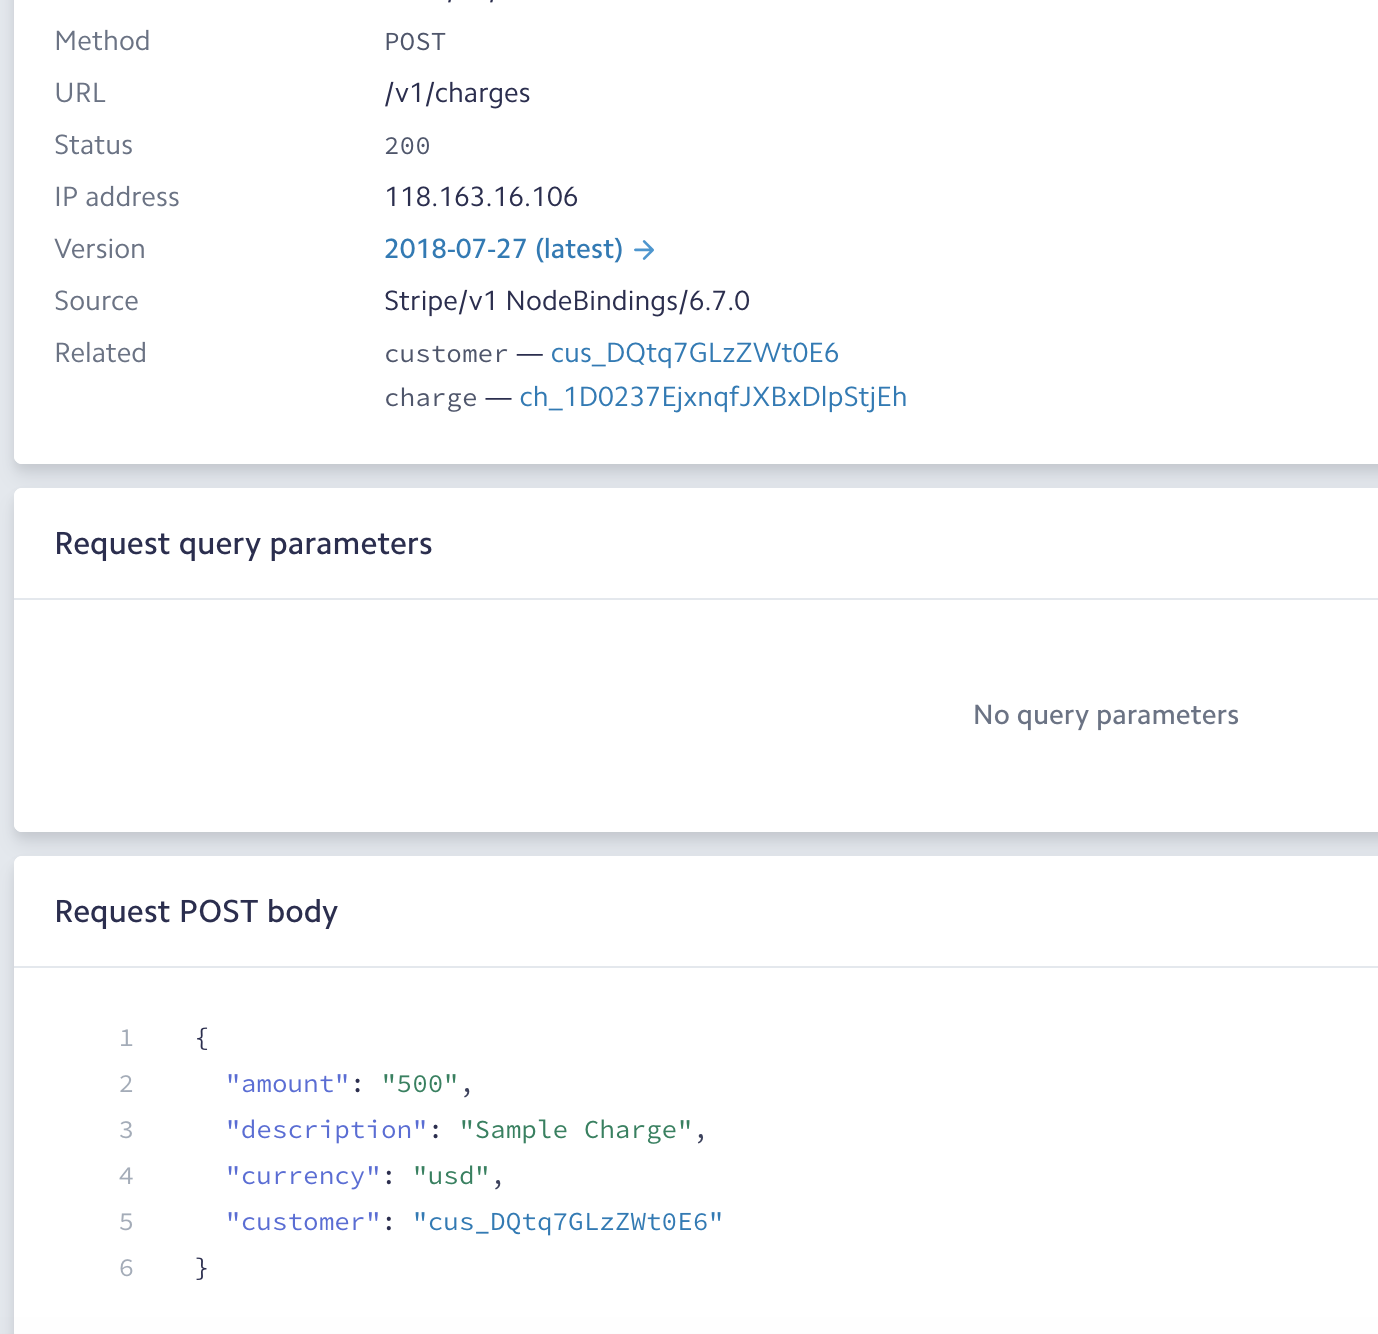 Method POST
URL /v1/charges
Status 200
IP address 118.163.16.106
Version 2018-07-27 (latest) →
Source Stripe/v1 NodeBindings/6.7.0
Related customer — cus_DQtq7GLzZWt0E6
charge — ch_1D0237EjxnqfJXBxDlpStjEh
Request query parameters
No query parameters
Request POST body
1 {
2 "amount": "500",
3 "description": "Sample Charge",
4 "currency": "usd",
5 "customer": "cus_DQtq7GLzZWt0E6"
6 }